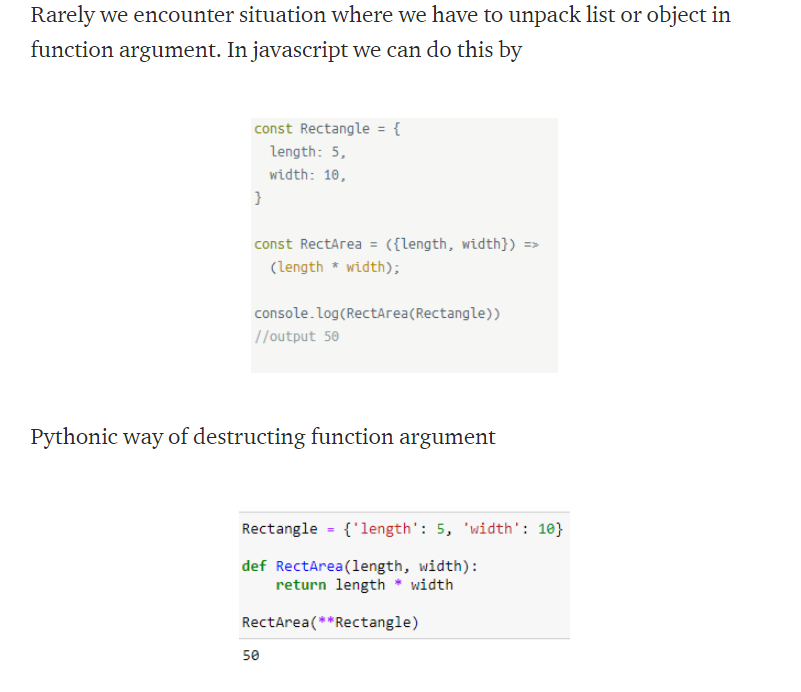 Rarely we encounter situation where we have to unpack list or object in
function argument. In javascript we can do this by
const Rectangle = {
  length: 5,
  width: 10,
}
const RectArea = ({length, width}) =>
  (length * width);
console.log(RectArea(Rectangle))
//output 50
Pythonic way of destructing function argument
Rectangle = {'length': 5, 'width': 10}
def RectArea(length, width):
    return length * width
RectArea(**Rectangle)
50